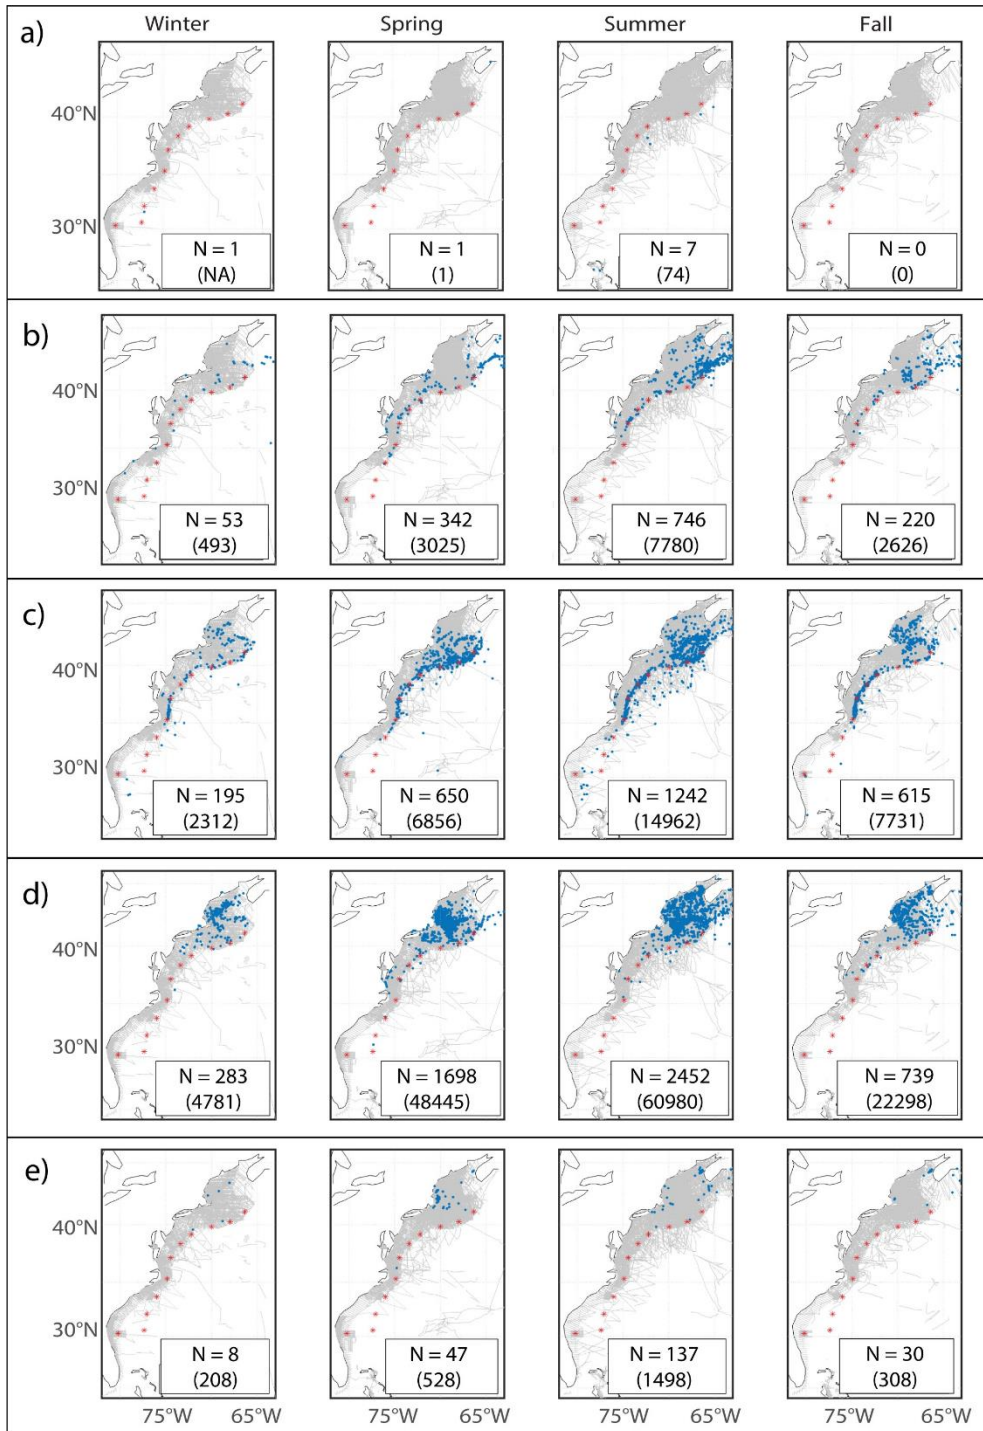 Winter Spring Summer Fall
a)
40°N
30°N
N = 1 N = 1 N = 7 N = 0
(NA) (1) (74) (0)
b)
40°N
30°N
N = 53 N = 342 N = 746 N = 220
(493) (3025) (7780) (2626)
c)
40°N
30°N
N = 195 N = 650 N = 1242 N = 615
(2312) (6856) (14962) (7731)
d)
40°N
30°N
N = 283 N = 1698 N = 2452 N = 739
(4781) (48445) (60980) (22298)
e)
40°N
30°N
N = 8 N = 47 N = 137 N = 30
(208) (528) (1498) (308)
75°W 65°W 75°W 65°W 75°W 65°W 75°W 65°W